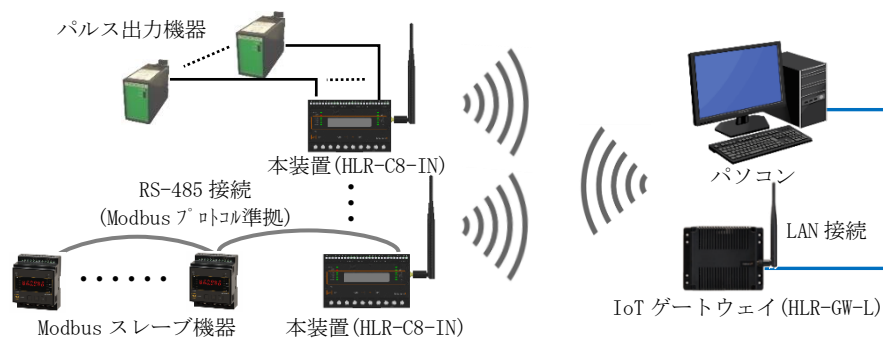 パルス出力機器
本装置(HLR-C8-IN)
RS-485 接続
(Modbus プロトコル準拠)
Modbus スレーブ機器
本装置(HLR-C8-IN)
パソコン
LAN 接続
IoT ゲートウェイ(HLR-GW-L)